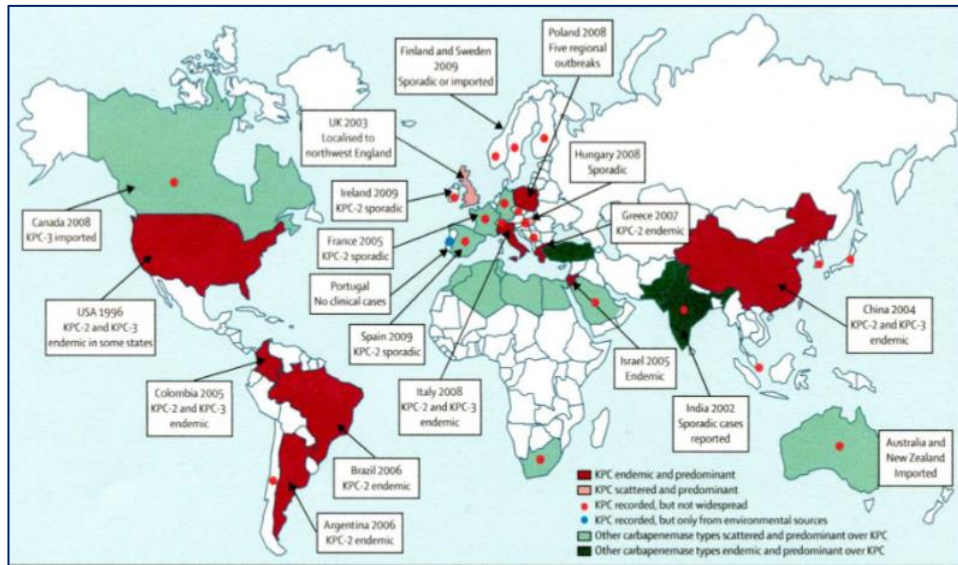 Finland and Sweden
2009
Sporadic or imported
Poland 2008
Five regional
outbreaks
UK 2003
Localised to
northwest England
Hungary 2008
Sporadic
Ireland 2009
KPC-2 sporadic
Greece 2007
KPC-2 endemic
Canada 2008
KPC-3 imported
France 2005
KPC-2 sporadic
Portugal
No clinical cases
USA 1996
KPC-2 and KPC-3
endemic in some states
Spain 2009
KPC-2 sporadic
China 2004
KPC-2 and KPC-3
endemic
Israel 2005
Endemic
Colombia 2005
KPC-2 and KPC-3
endemic
Italy 2008
KPC-2 and KPC-3
endemic
India 2002
Sporadic cases
reported
Australia and
New Zealand
Imported
Brazil 2006
KPC-2 endemic
Argentina 2006
KPC-2 endemic
KPC endemic and predominant
KPC scattered and predominant
KPC recorded, but not widespread
KPC recorded, but only from environmental sources
Other carbapenemase types scattered and predominant over KPC
Other carbapenemase types endemic and predominant over KPC